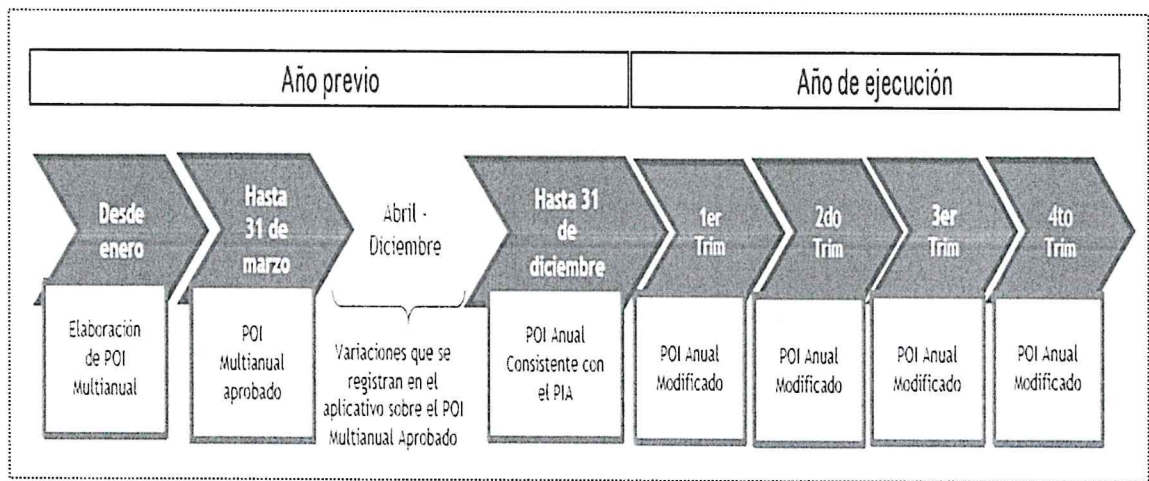 Año previo
Año de ejecución
Desde
enero
Hasta
31 de
marzo
Abril -
Diciembre
Hasta 31
de
diciembre
1er
Trim
2do
Trim
3er
Trim
4to
Trim
Elaboración
de POI
Multianual
POI
Multianual
aprobado
Variaciones que se
registran en el
aplicativo sobre el POI
Multianual Aprobado
POI Anual
Consistente con
el PIA
POI Anual
Modificado
POI Anual
Modificado
POI Anual
Modificado
POI Anual
Modificado